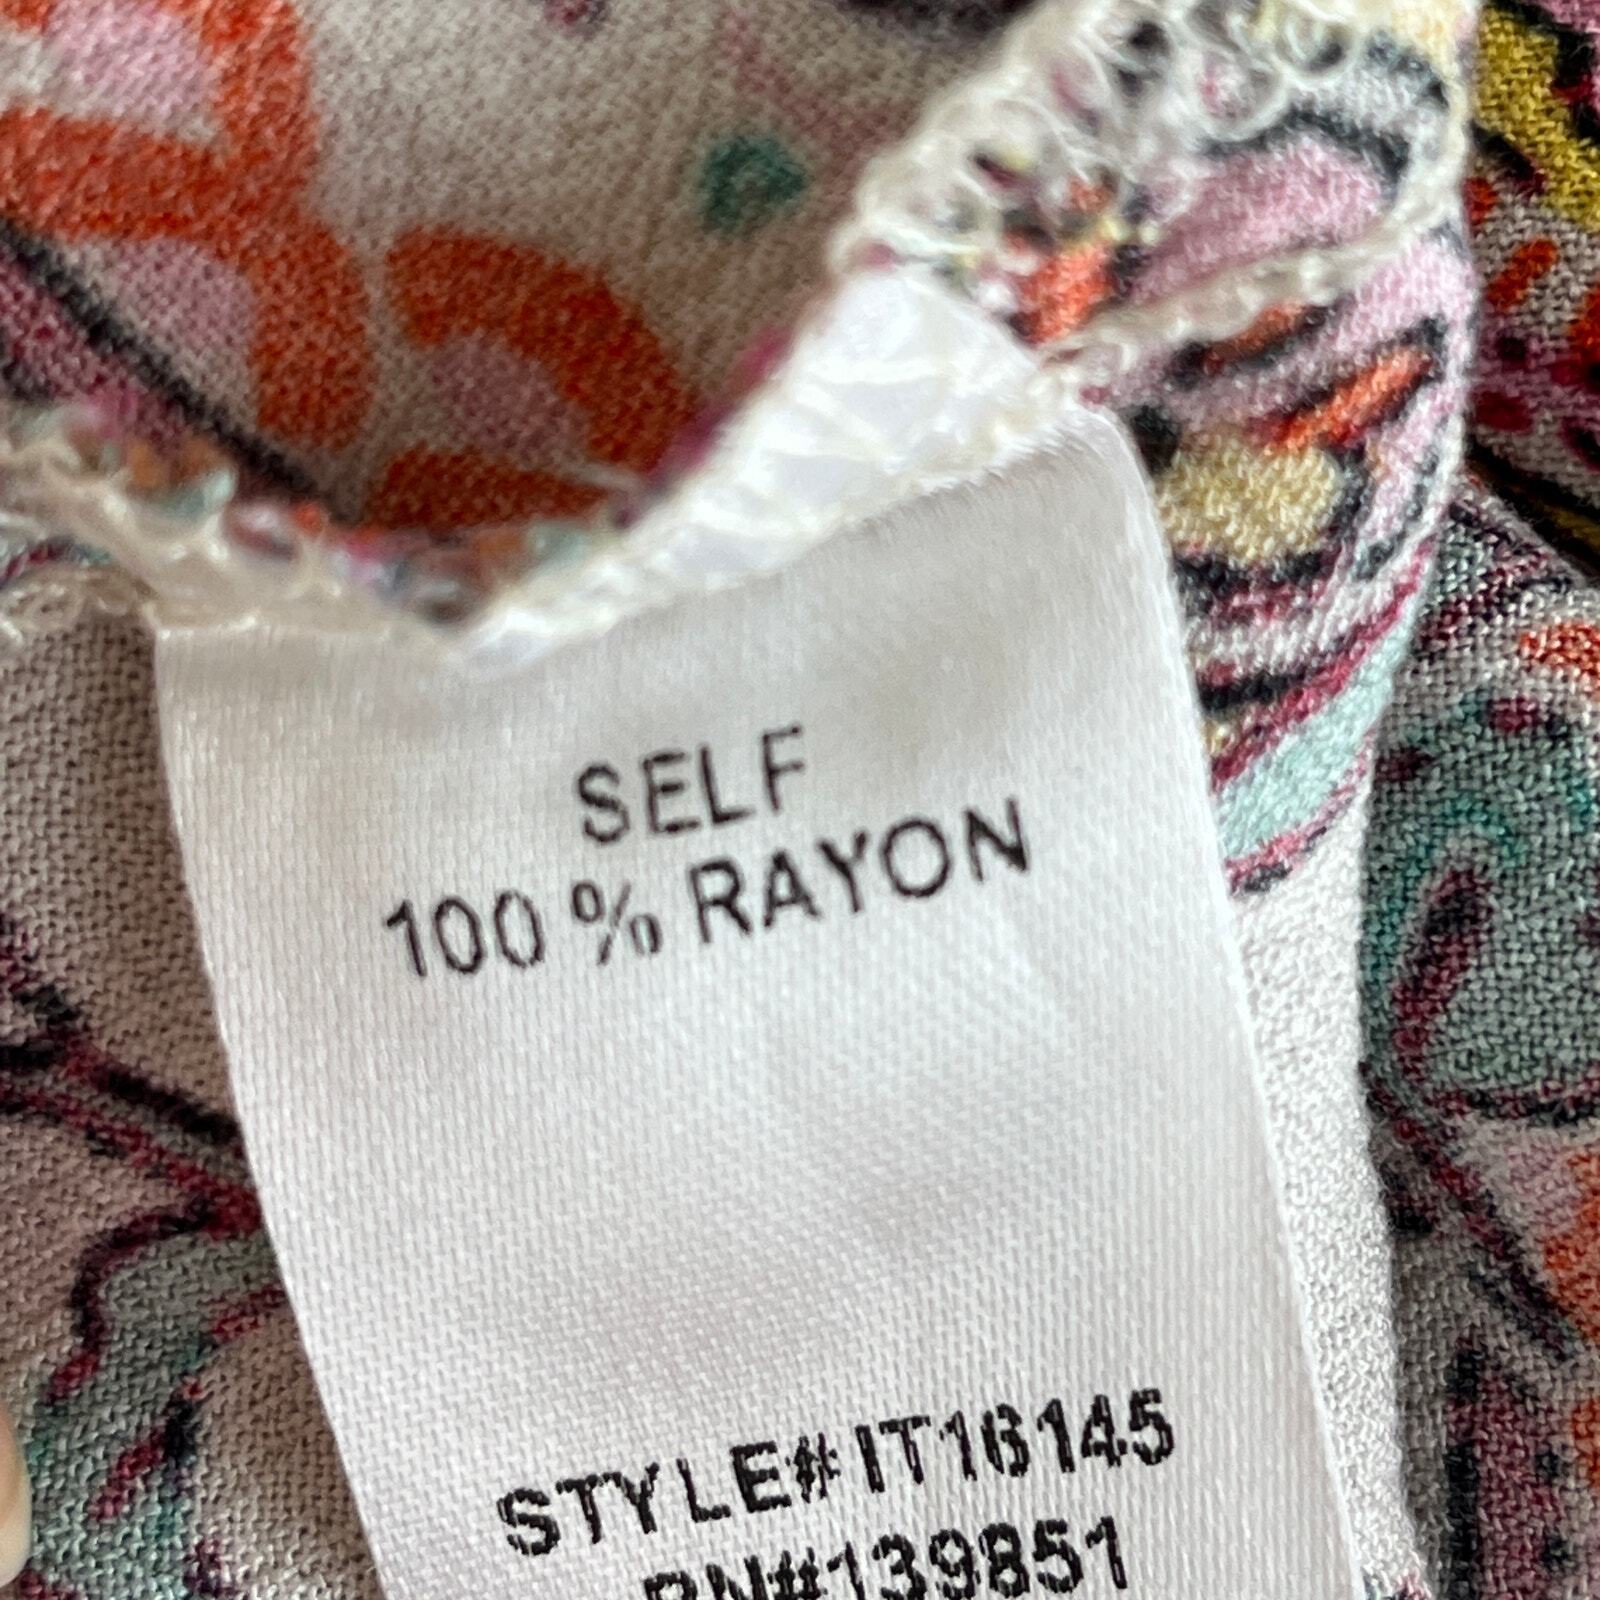 SELF
100 % RAYON
STYLE# IT16145
RN#139851